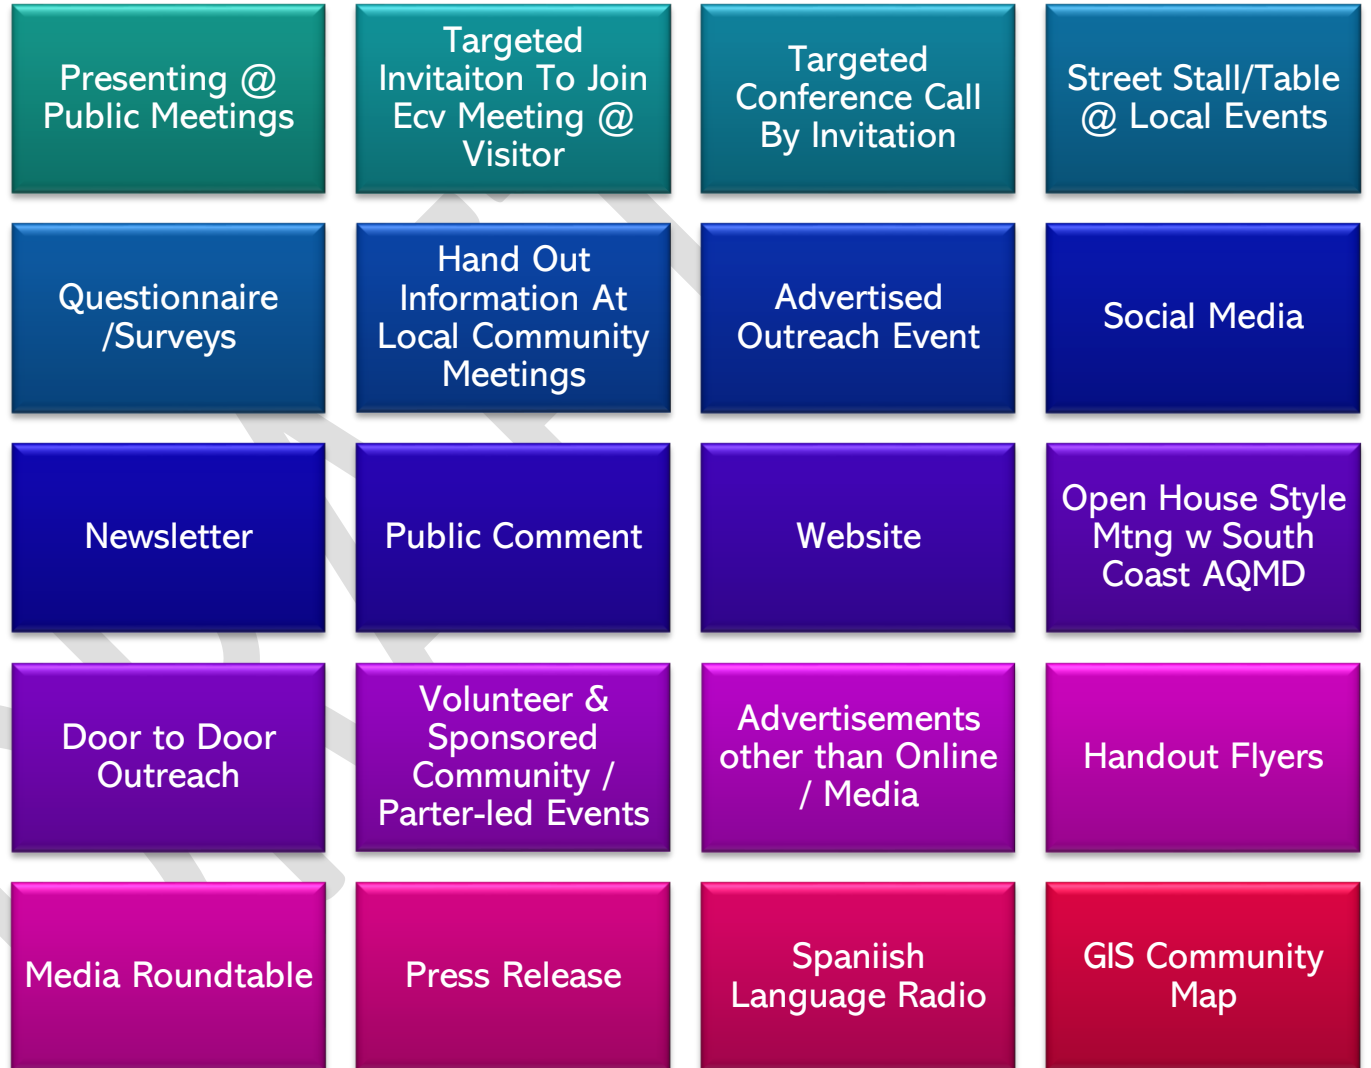 Presenting @
Public Meetings
Targeted
Invitaiton To Join
Ecv Meeting @
Visitor
Targeted
Conference Call
By Invitation
Street Stall/Table
@ Local Events
Questionnaire
/Surveys
Hand Out
Information At
Local Community
Meetings
Advertised
Outreach Event
Social Media
Newsletter
Public Comment
Website
Open House Style
Mtng w South
Coast AQMD
Door to Door
Outreach
Volunteer &
Sponsored
Community /
Parter-led Events
Advertisements
other than Online
/ Media
Handout Flyers
Media Roundtable
Press Release
Spaniish
Language Radio
GIS Community
Map